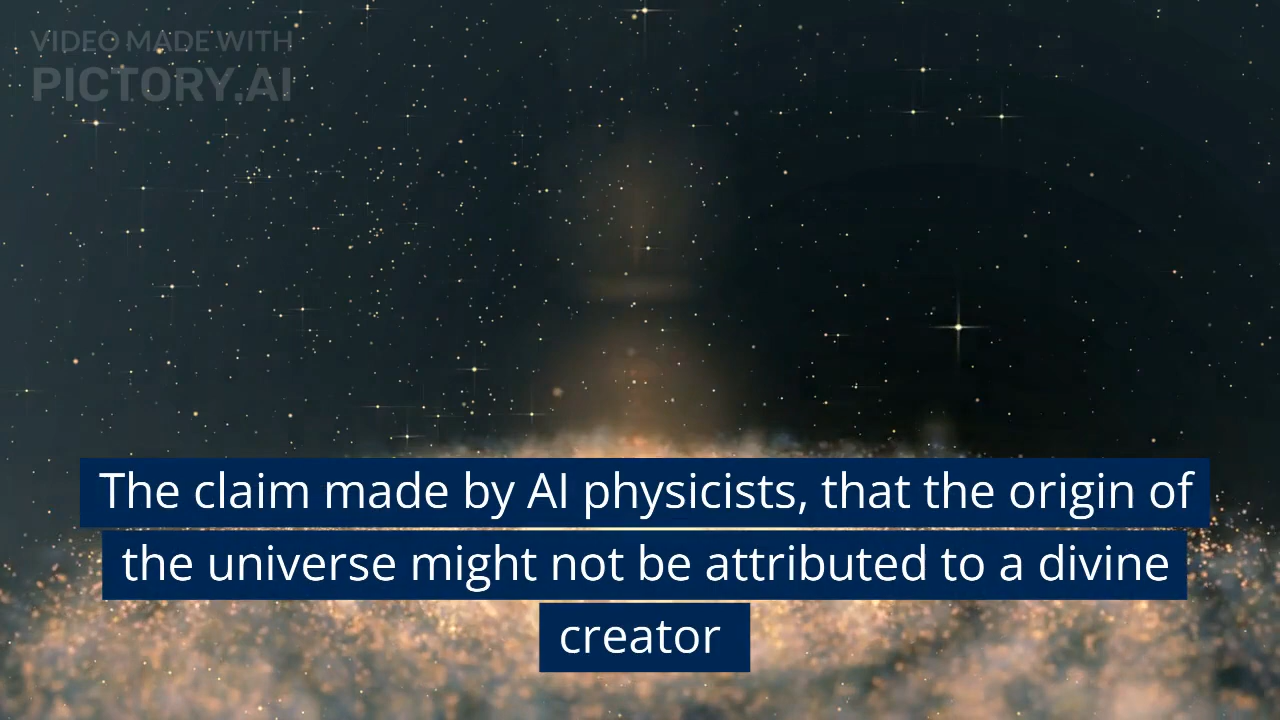 VIDEO MADE WITH
PICTORY.AI
The claim made by AI physicists, that the origin of
the universe might not be attributed to a divine
creator